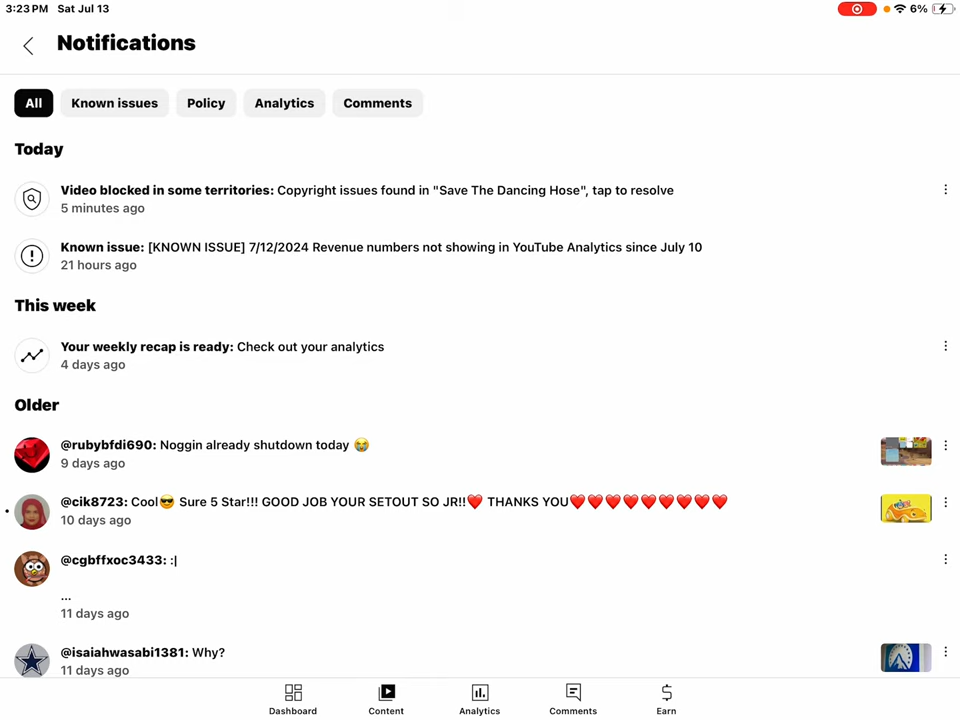 3:23 PM Sat Jul 13
6%
Notifications
All
Known issues
Policy
Analytics
Comments
Today
Video blocked in some territories: Copyright issues found in "Save The Dancing Hose", tap to resolve
5 minutes ago
Known issue: [KNOWN ISSUE] 7/12/2024 Revenue numbers not showing in YouTube Analytics since July 10
21 hours ago
This week
Your weekly recap is ready: Check out your analytics
4 days ago
Older
@rubybfdi690: Noggin already shutdown today 😭
9 days ago
@cik8723: Cool😎 Sure 5 Star!!! GOOD JOB YOUR SETOUT SO JR!!❤️ THANKS YOU❤️❤️❤️❤️❤️❤️❤️❤️❤️
10 days ago
@cgbffxoc3433: :|
...
11 days ago
@isaiahwasabi1381: Why?
11 days ago
Dashboard
Content
Analytics
Comments
Earn